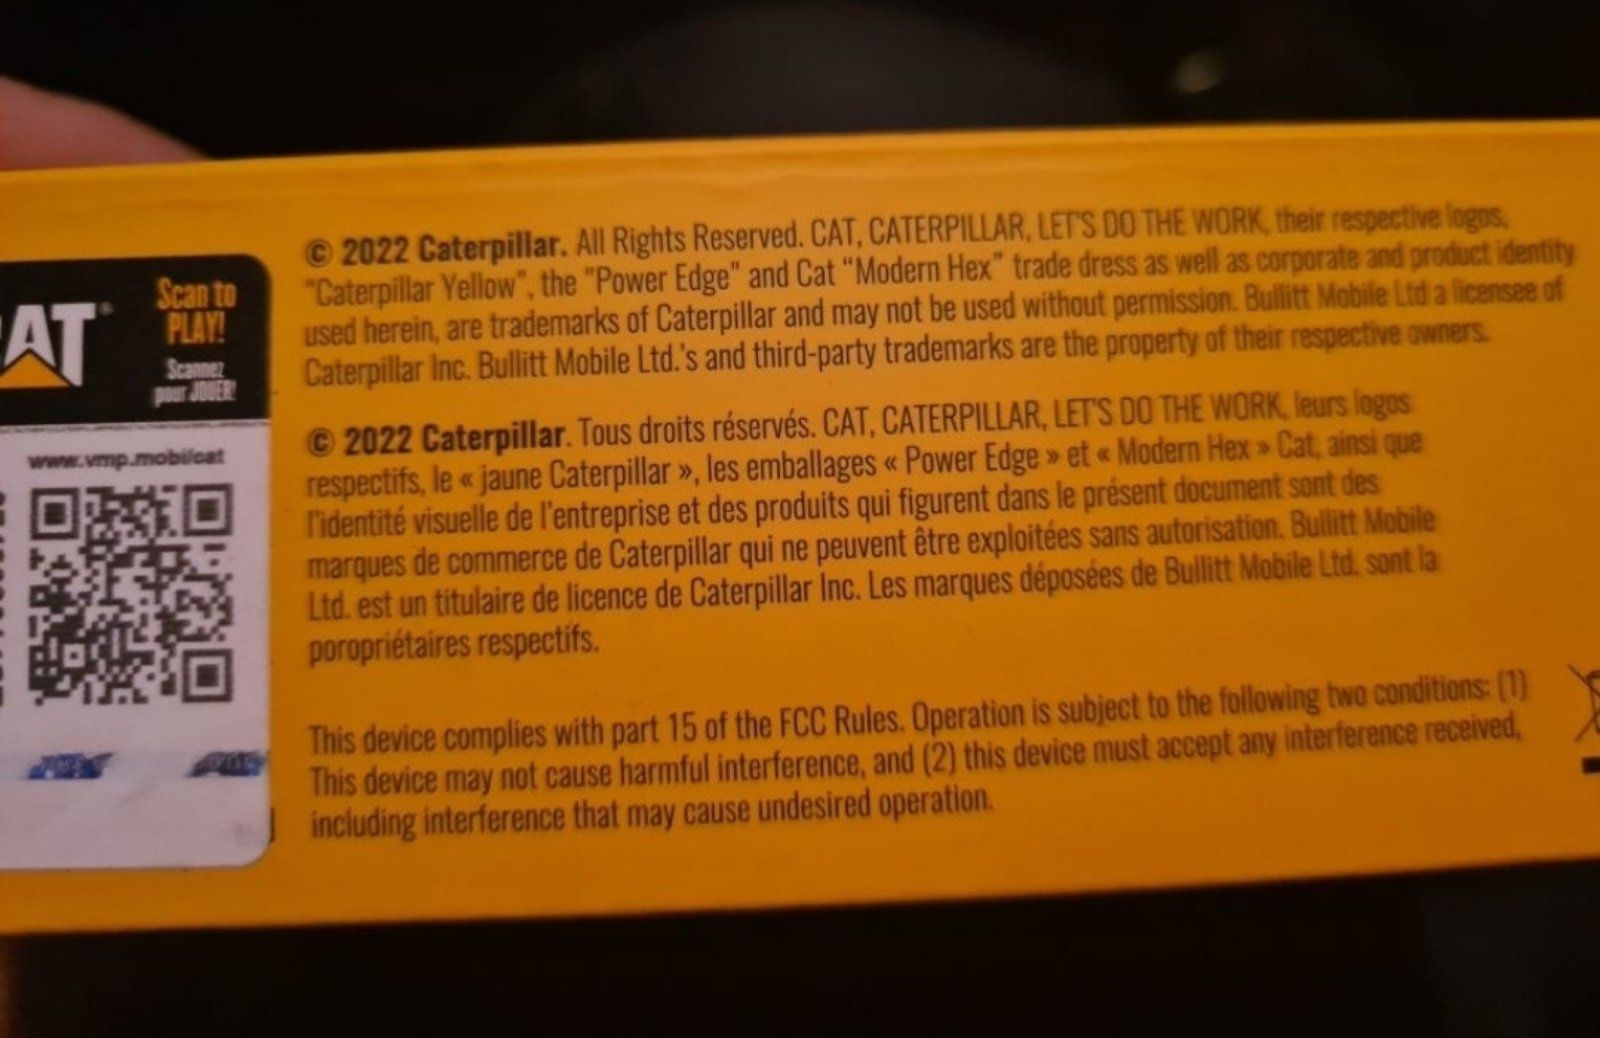 AT®
Scan to
PLAY!
Scannez
pour JOUER!
www.vmp.mobi/cat
© 2022 Caterpillar. All Rights Reserved. CAT, CATERPILLAR, LET'S DO THE WORK, their respective logos,
"Caterpillar Yellow", the "Power Edge" and Cat “Modern Hex” trade dress as well as corporate and product identity
used herein, are trademarks of Caterpillar and may not be used without permission. Bullitt Mobile Ltd a licensee of
Caterpillar Inc. Bullitt Mobile Ltd.'s and third-party trademarks are the property of their respective owners.
© 2022 Caterpillar. Tous droits réservés. CAT, CATERPILLAR, LET'S DO THE WORK, leurs logos
respectifs, le « jaune Caterpillar », les emballages « Power Edge » et « Modern Hex » Cat, ainsi que
l'identité visuelle de l'entreprise et des produits qui figurent dans le présent document sont des
marques de commerce de Caterpillar qui ne peuvent être exploitées sans autorisation. Bullitt Mobile
Ltd. est un titulaire de licence de Caterpillar Inc. Les marques déposées de Bullitt Mobile Ltd. sont la
poropriétaires respectifs.
This device complies with part 15 of the FCC Rules. Operation is subject to the following two conditions: (1)
This device may not cause harmful interference, and (2) this device must accept any interference received,
including interference that may cause undesired operation.